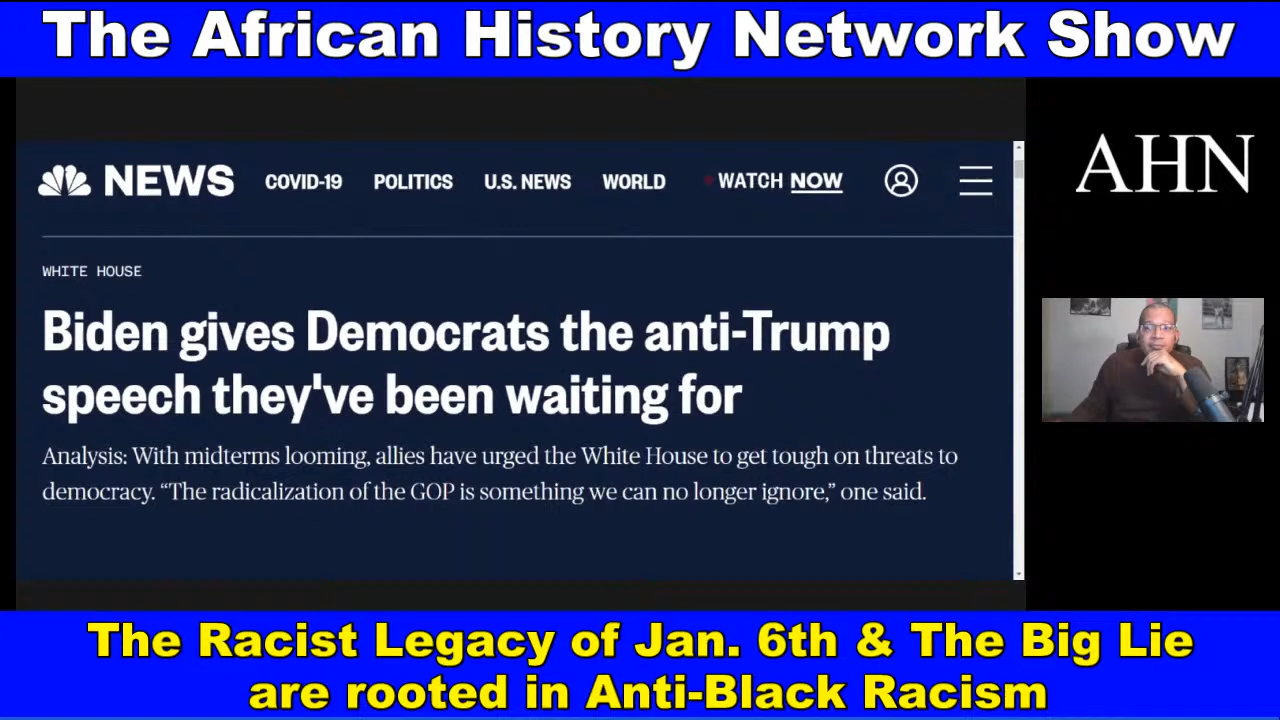 The African History Network Show
AHN
NEWS COVID-19 POLITICS U.S. NEWS WORLD WATCH NOW
WHITE HOUSE
Biden gives Democrats the anti-Trump
speech they've been waiting for
Analysis: With midterms looming, allies have urged the White House to get tough on threats to
democracy. “The radicalization of the GOP is something we can no longer ignore,” one said.
The Racist Legacy of Jan. 6th & The Big Lie
are rooted in Anti-Black Racism